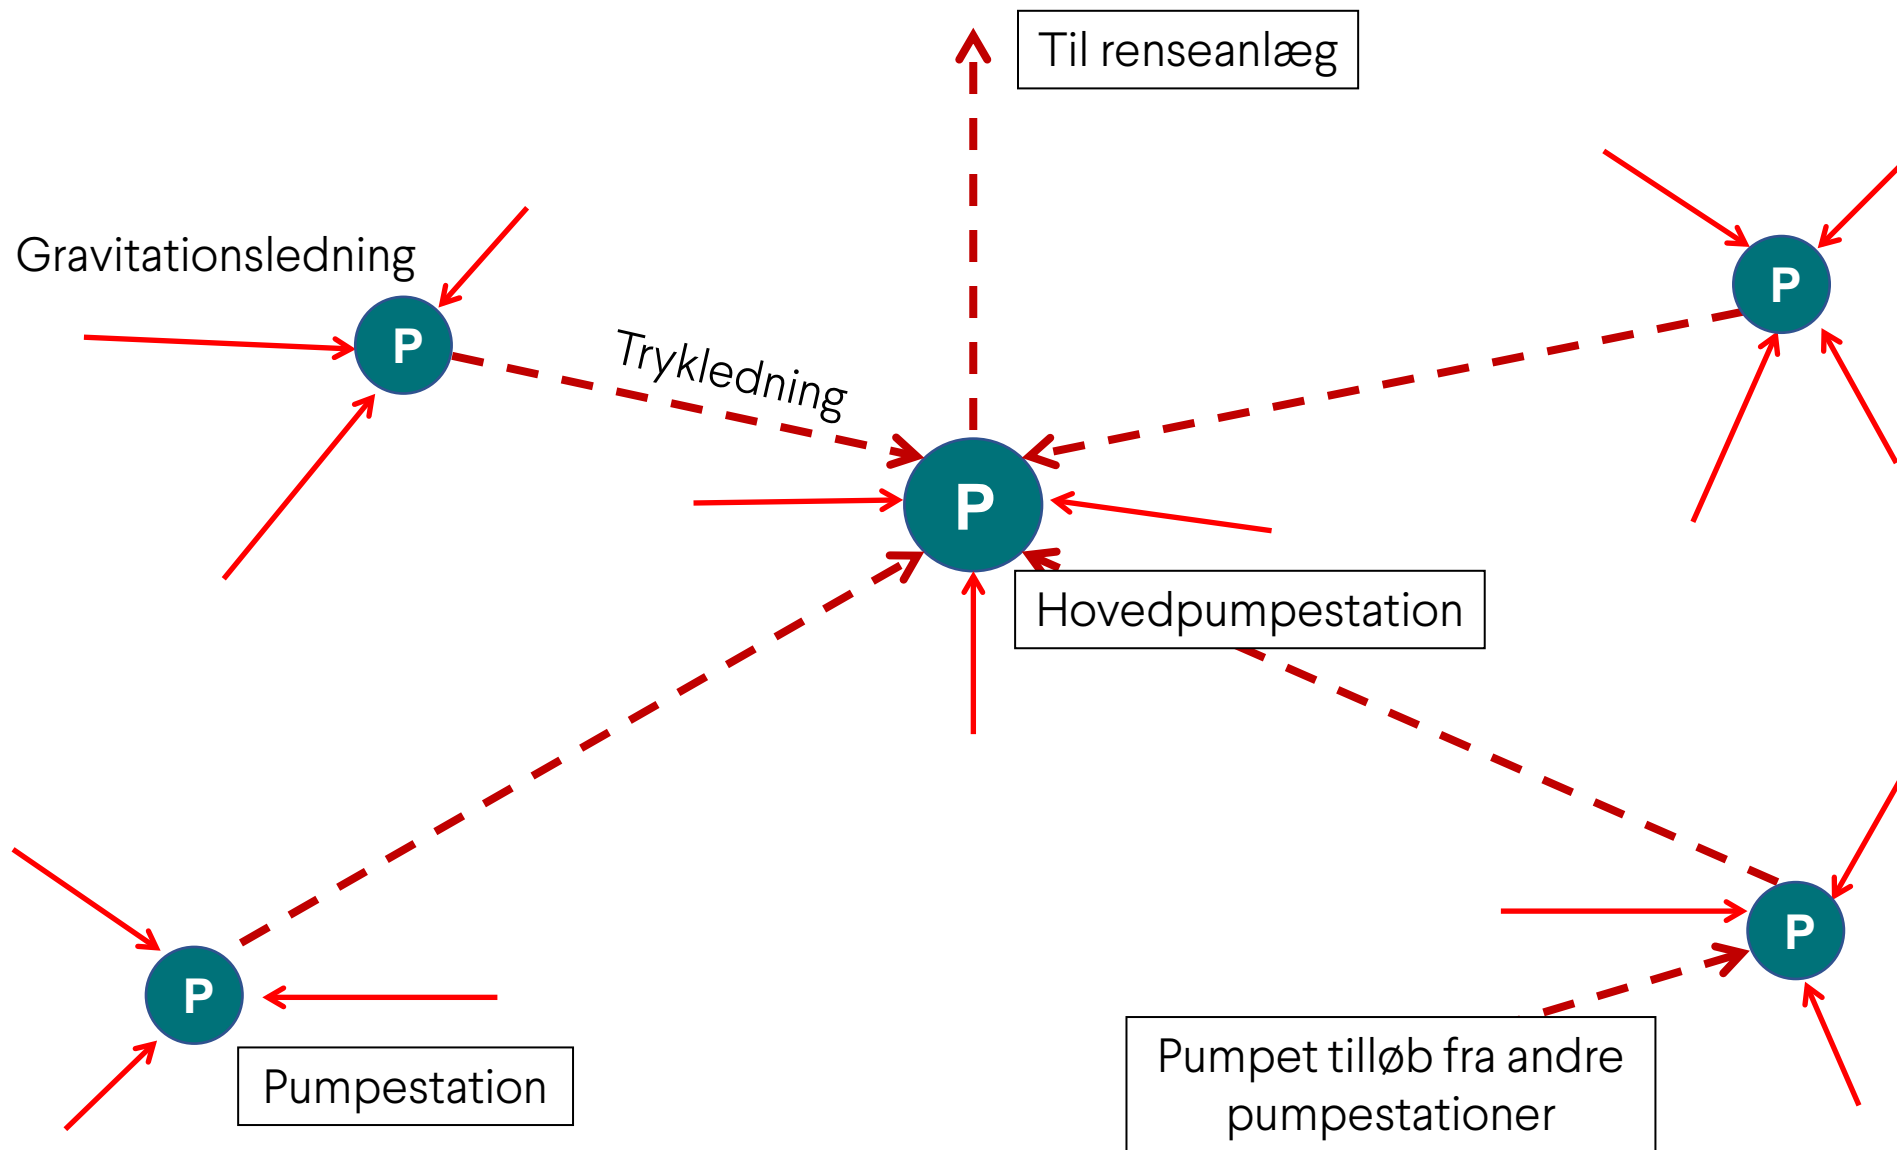 Til renseanlæg
Gravitationsledning
P
P
Trykledning
P
Hovedpumpestation
P
P
Pumpestation
Pumpet tilløb fra andre
pumpestationer